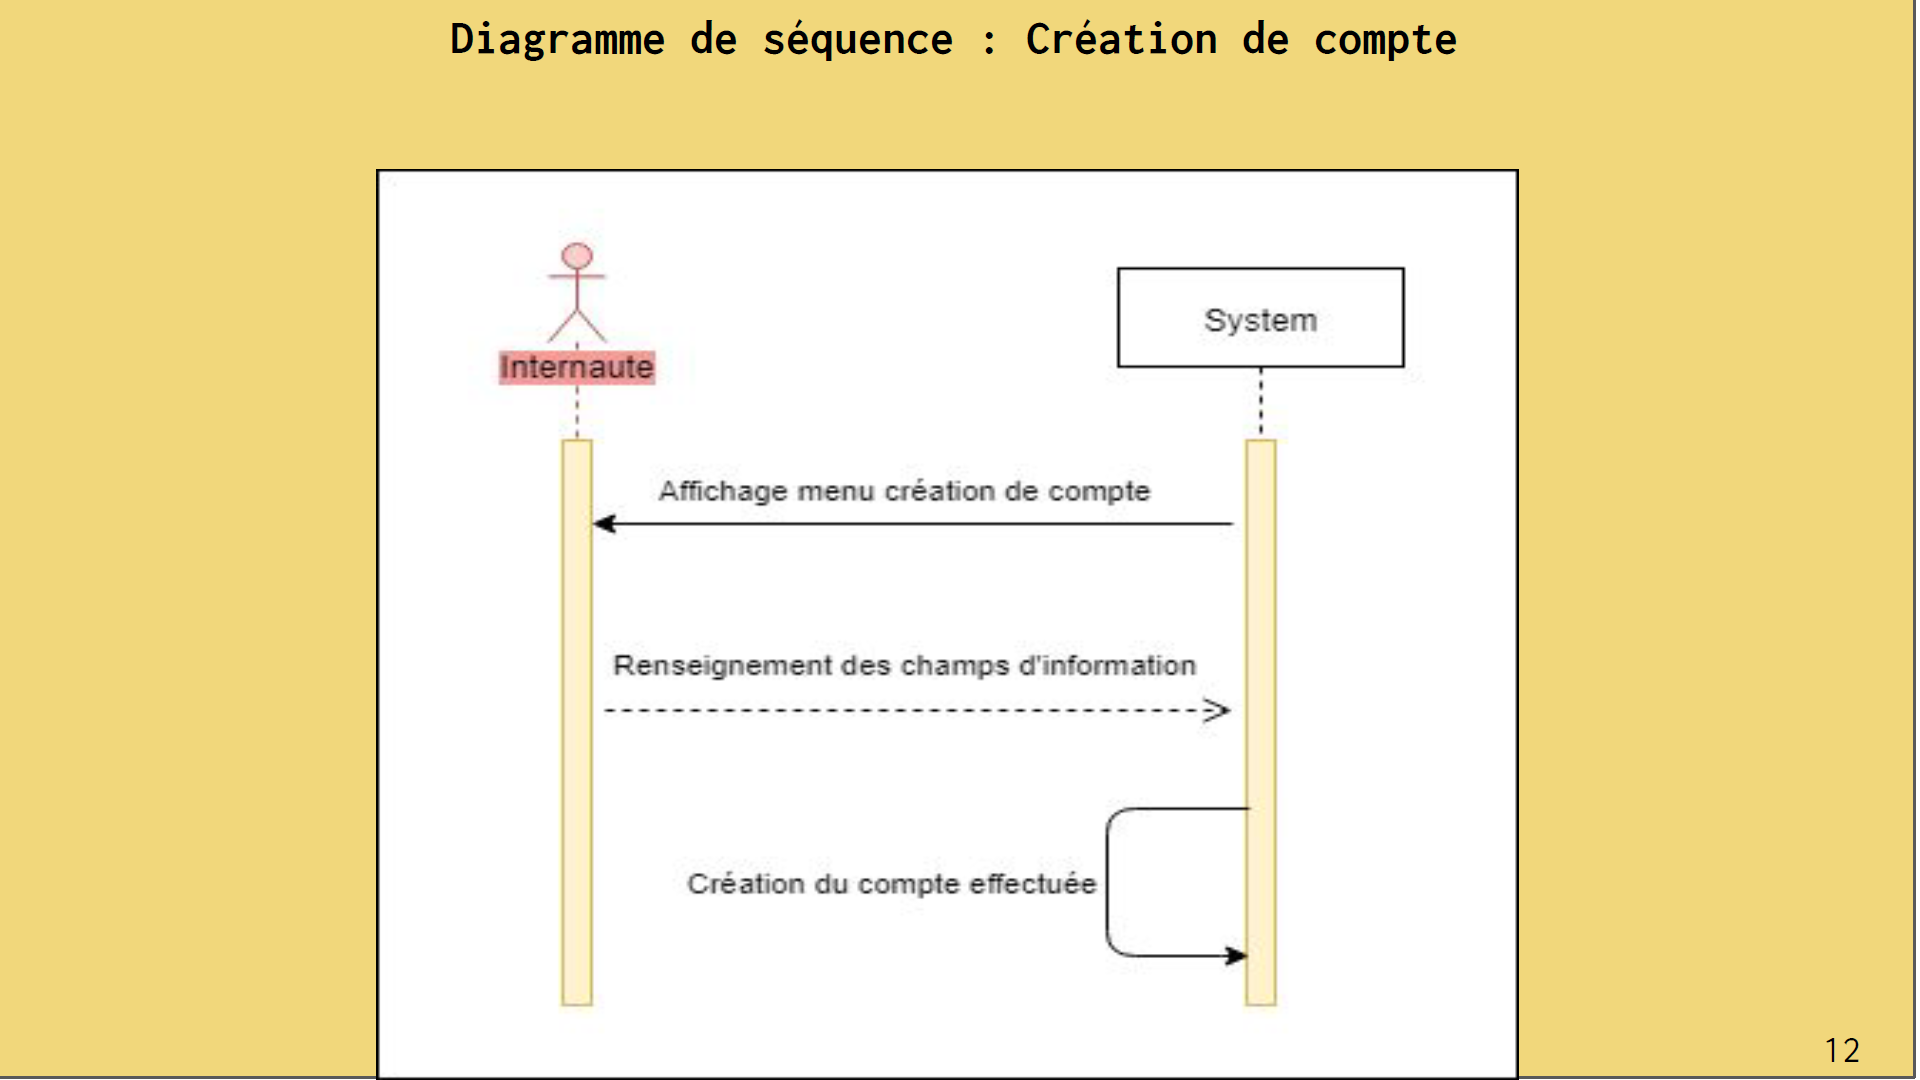 Diagramme de séquence : Création de compte
Internaute
System
Affichage menu création de compte
Renseignement des champs d'information
Création du compte effectuée
12